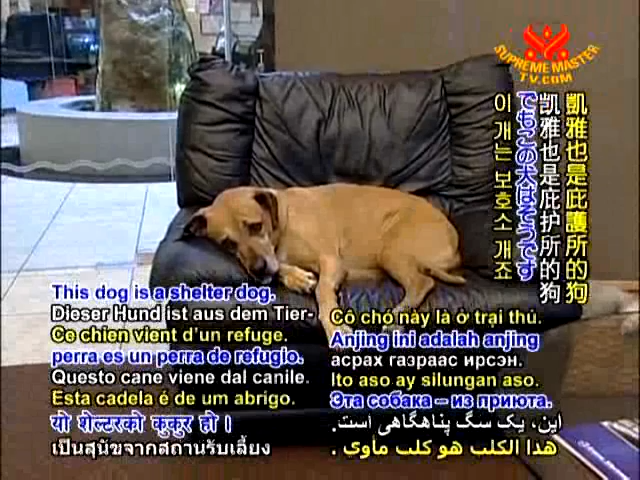 SUPREME MASTER
TV.COM
凱雅也是庇護所的狗
凯雅也是庇护所的狗
でもこの犬はそうです
이 개는 보호소 개죠
This dog is a shelter dog.
Dieser Hund ist aus dem Tier-
Ce chien vient d'un refuge.
perra es un perra de refugio.
Questo cane viene dal canile.
Esta cadela é de um abrigo.
यो शेल्टरको कुकुर हो।
เป็นสุนัขจากสถานรับเลี้ยง
Cô chó này là ở trại thú.
Anjing ini adalah anjing
асрах газраас ирсэн.
Ito aso ay silungan aso.
Эта собака – из приюта.
این، یک سگ پناهگاهی است.
هذا الكلب هو كلب مأوي .